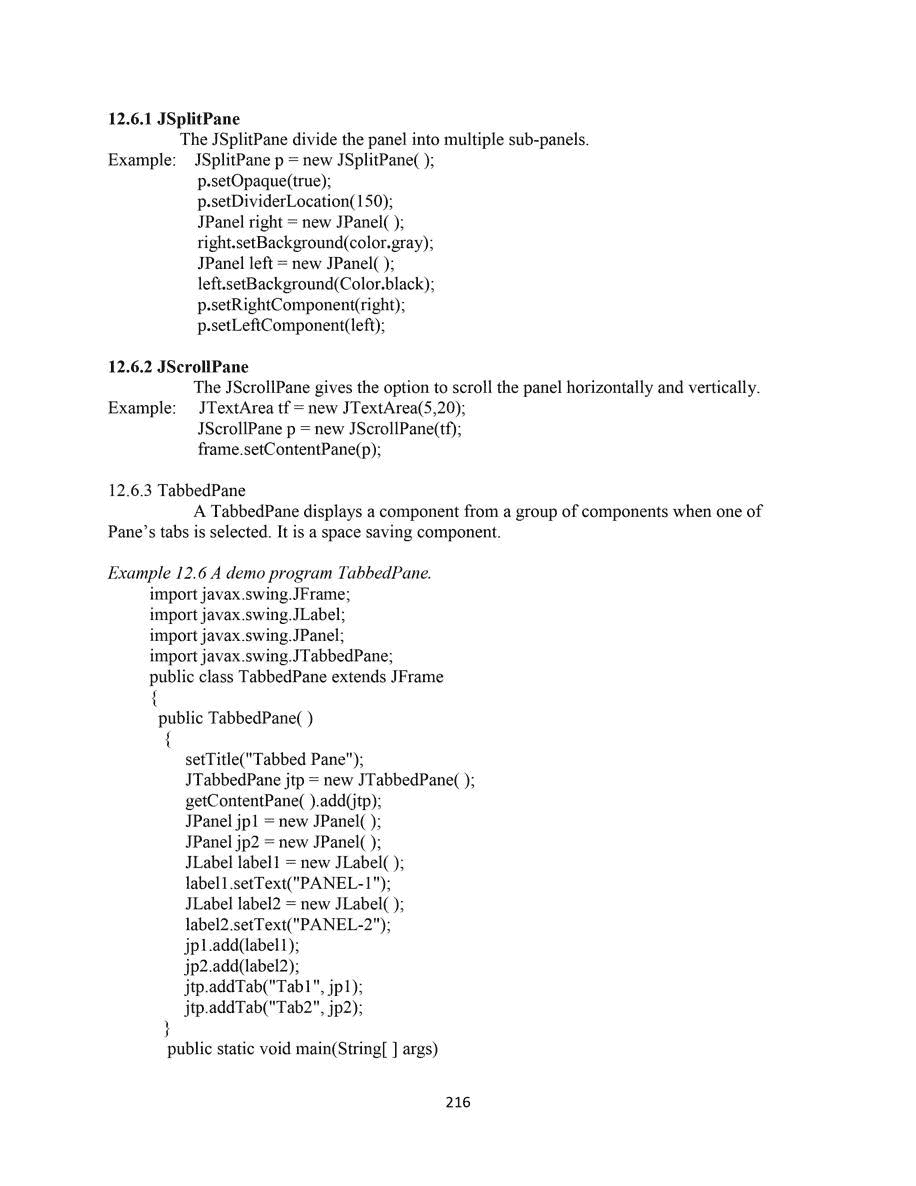 12.6.1 JSplitPane
The JSplitPane divide the panel into multiple sub-panels.
Example: JSplitPane p = new JSplitPane( );
p.setOpaque(true);
p.setDividerLocation(150);
JPanel right = new JPanel( );
right.setBackground(color.gray);
JPanel left = new JPanel( );
left.setBackground(Color.black);
p.setRightComponent(right);
p.setLeftComponent(left);
12.6.2 JScrollPane
The JScrollPane gives the option to scroll the panel horizontally and vertically.
Example: JTextArea tf = new JTextArea(5,20);
JScrollPane p = new JScrollPane(tf);
frame.setContentPane(p);
12.6.3 TabbedPane
A TabbedPane displays a component from a group of components when one of
Pane’s tabs is selected. It is a space saving component.
Example 12.6 A demo program TabbedPane.
import javax.swing.JFrame;
import javax.swing.JLabel;
import javax.swing.JPanel;
import javax.swing.JTabbedPane;
public class TabbedPane extends JFrame
{
public TabbedPane( )
{
setTitle("Tabbed Pane");
JTabbedPane jtp = new JTabbedPane( );
getContentPane( ).add(jtp);
JPanel jp1 = new JPanel( );
JPanel jp2 = new JPanel( );
JLabel label1 = new JLabel( );
label1.setText("PANEL-1");
JLabel label2 = new JLabel( );
label2.setText("PANEL-2");
jp1.add(label1);
jp2.add(label2);
jtp.addTab("Tab1", jp1);
jtp.addTab("Tab2", jp2);
}
public static void main(String[ ] args)
216